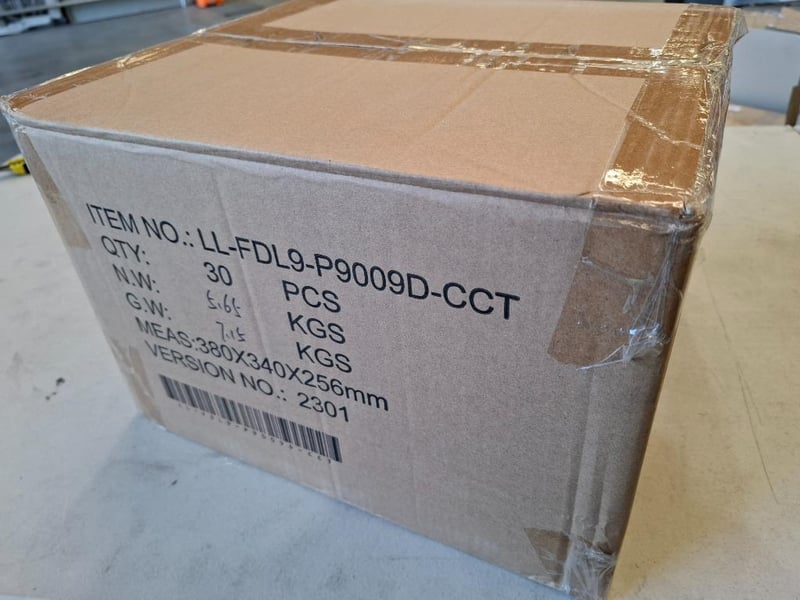 ITEM NO.: LL-FDL9-P9009D-CCT
QTY: 30 PCS
N.W: 5.65 KGS
G.W: 7.15 KGS
MEAS:380X340X256mm
VERSION NO.: 2301